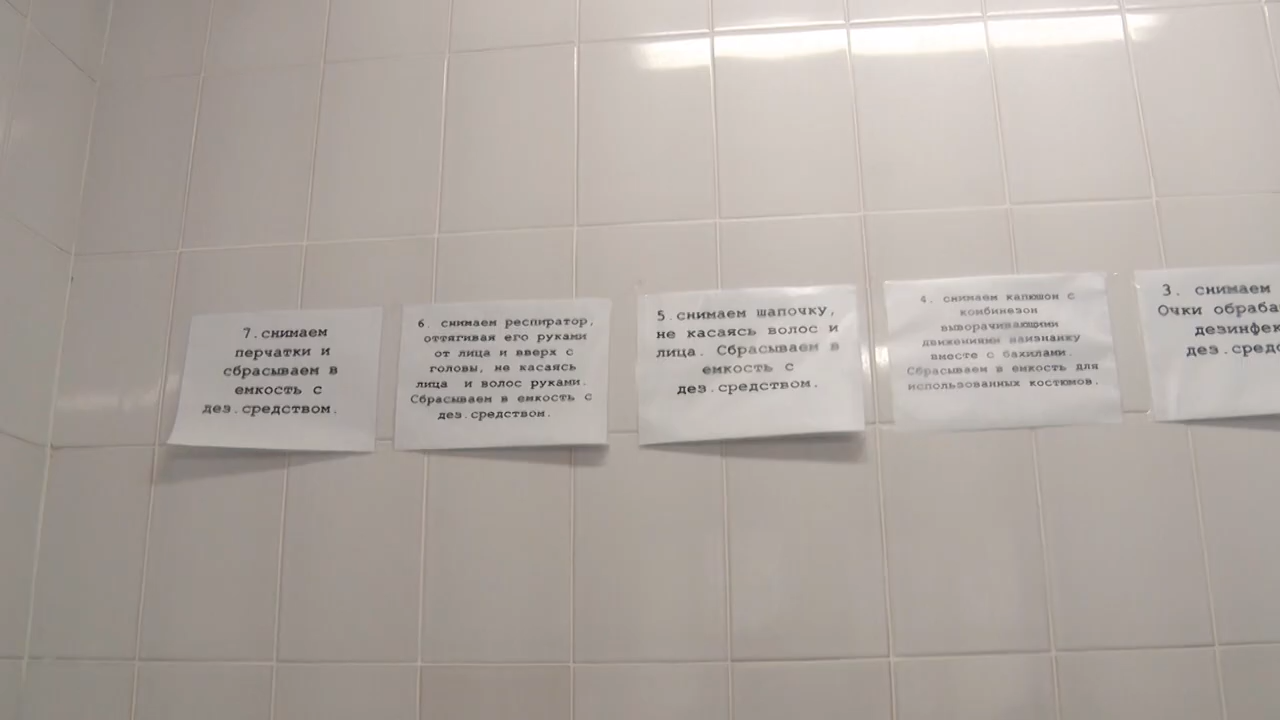 7.снимаем
перчатки и
сбрасываем в
емкость с
дез.средством.
6. снимаем респиратор,
оттягивая его руками
от лица и вверх с
головы, не касаясь
лица и волос руками.
Сбрасываем в емкость с
дез.средством.
5.снимаем шапочку,
не касаясь волос и
лица. Сбрасываем в
емкость с
дез.средством.
4. снимаем капюшон с
комбинезон
выворачивающими
движениями наизнанку
вместе с бахилами.
Сбрасываем в емкость для
использованных костюмов.
3. снимаем
Очки обраба
дезинфек
дез.средс